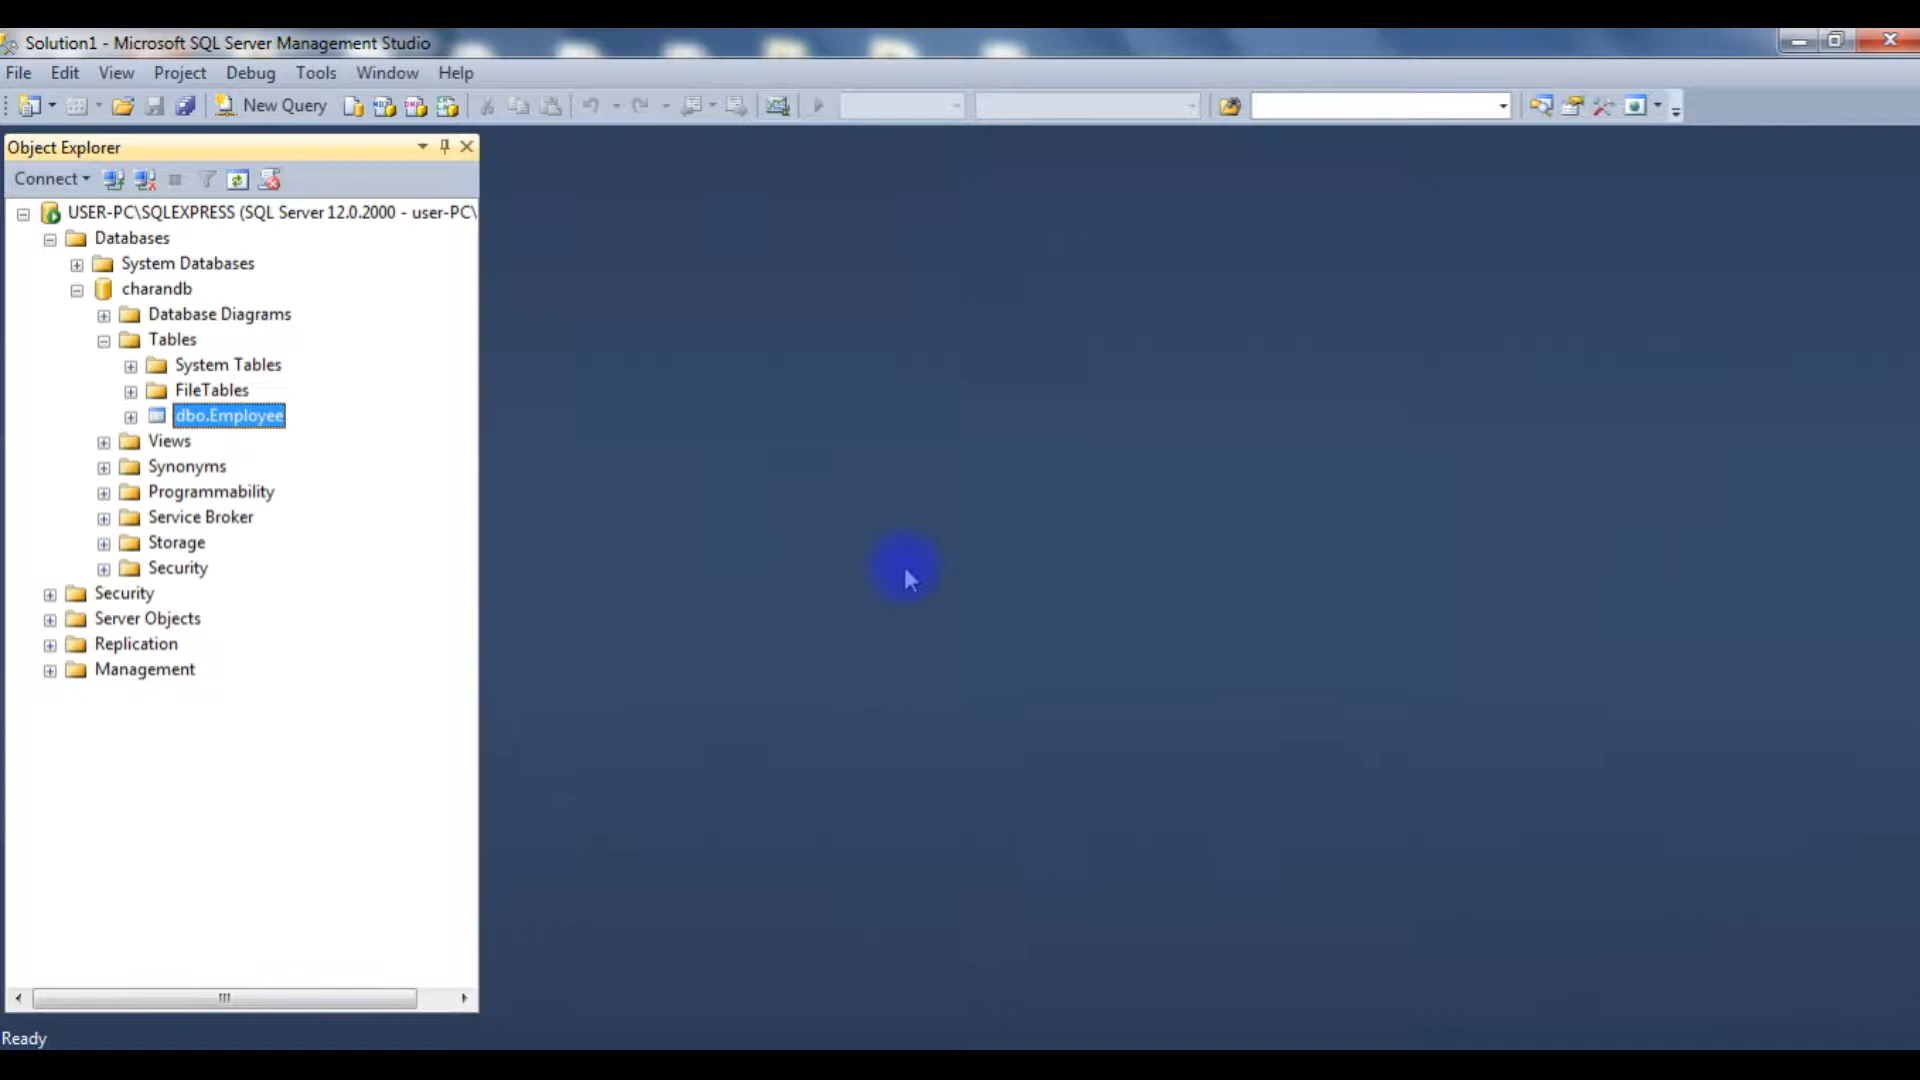 Solution1 - Microsoft SQL Server Management Studio
File Edit View Project Debug Tools Window Help
New Query
Object Explorer
Connect
USER-PC\SQLEXPRESS (SQL Server 12.0.2000 - user-PC\
Databases
System Databases
charandb
Database Diagrams
Tables
System Tables
FileTables
dbo.Employee
Views
Synonyms
Programmability
Service Broker
Storage
Security
Security
Server Objects
Replication
Management
Ready